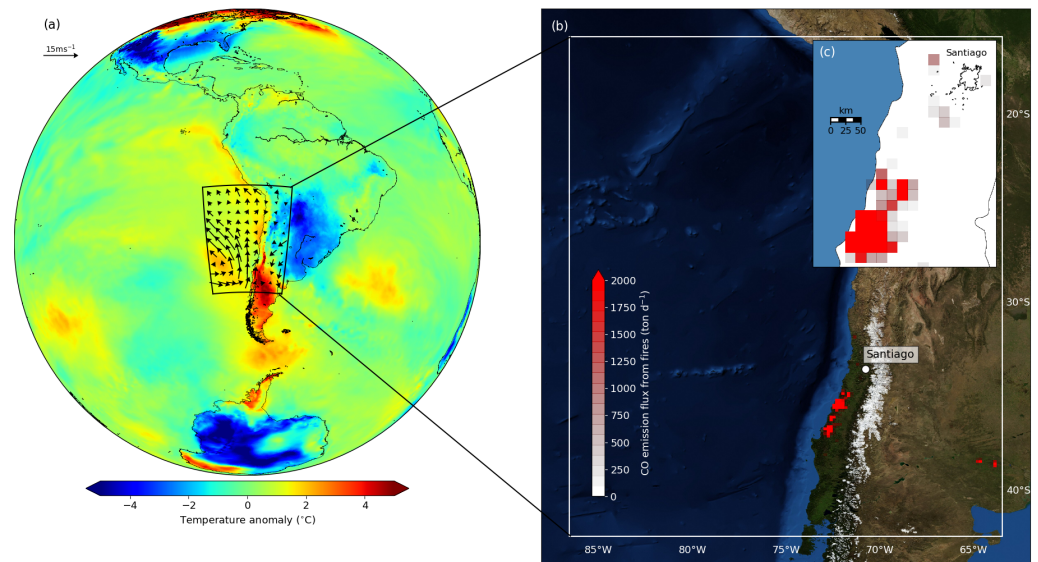 (a)
15ms⁻¹
−4 −2 0 2 4
Temperature anomaly (°C)
(b)
(c)
Santiago
km
0 25 50
20°S
30°S
40°S
2000
1750
1500
1250
1000
750
500
250
0
CO emission flux from fires (ton d⁻¹)
Santiago
85°W 80°W 75°W 70°W 65°W